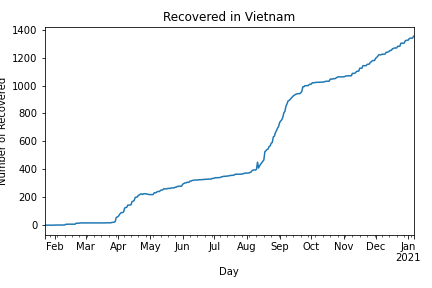 Recovered in Vietnam
1400
1200
1000
800
600
400
200
0
Number of Recovered
Feb Mar Apr May Jun Jul Aug Sep Oct Nov Dec Jan
2021
Day